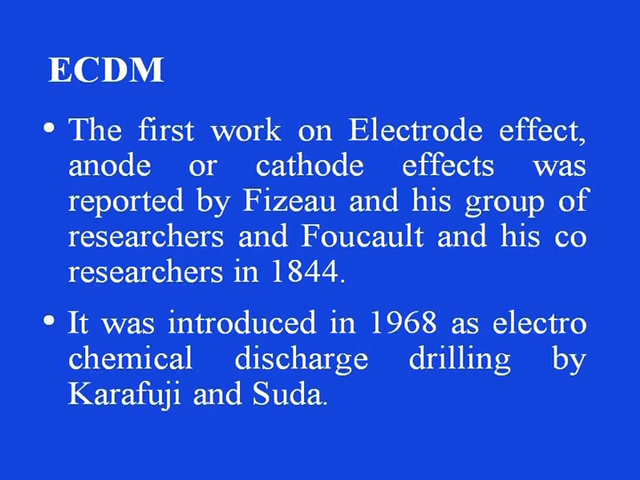 ECDM
• The first work on Electrode effect,
anode or cathode effects was
reported by Fizeau and his group of
researchers and Foucault and his co
researchers in 1844.
• It was introduced in 1968 as electro
chemical discharge drilling by
Karafuji and Suda.